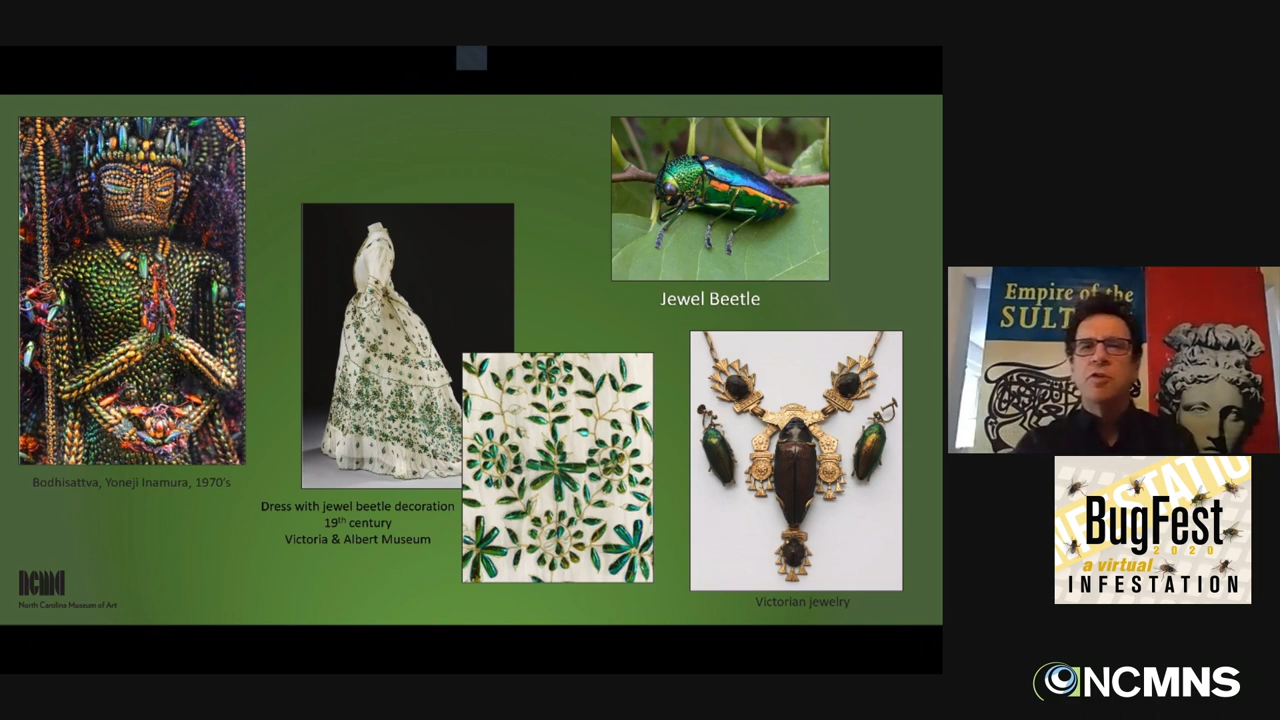 Jewel Beetle
Bodhisattva, Yoneji Inamura, 1970's
Dress with jewel beetle decoration
19th century
Victoria & Albert Museum
Victorian jewelry
ncma
North Carolina Museum of Art
Empire of the
SULT
INFESTATIO
BugFest
2020
a virtual
INFESTATION
NCMNS